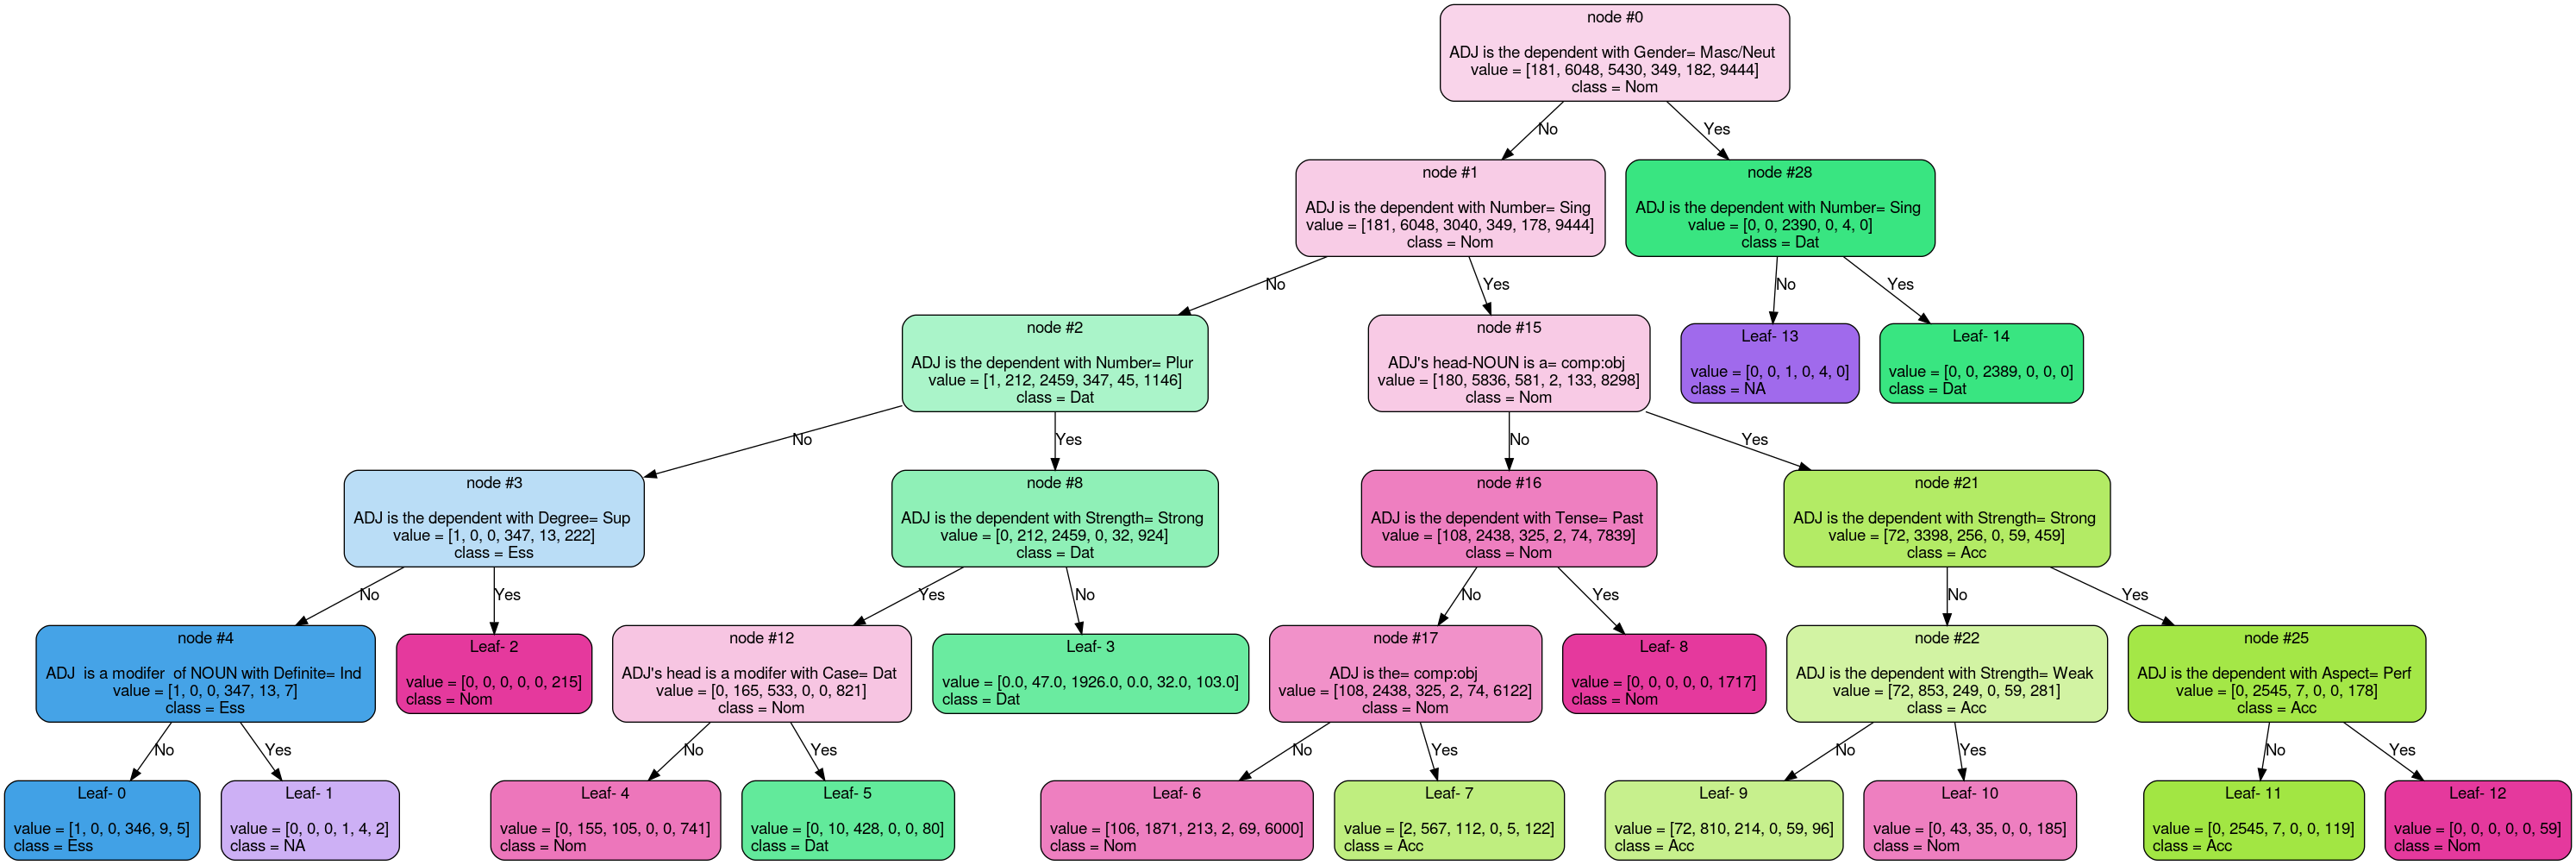 node #0
ADJ is the dependent with Gender= Masc/Neut
value = [181, 6048, 5430, 349, 182, 9444]
class = Nom
No
Yes
node #1
ADJ is the dependent with Number= Sing
value = [181, 6048, 3040, 349, 178, 9444]
class = Nom
node #28
ADJ is the dependent with Number= Sing
value = [0, 0, 2390, 0, 4, 0]
class = Dat
No
Yes
No
Yes
node #2
ADJ is the dependent with Number= Plur
value = [1, 212, 2459, 347, 45, 1146]
class = Dat
node #15
ADJ's head-NOUN is a= comp:obj
value = [180, 5836, 581, 2, 133, 8298]
class = Nom
Leaf- 13
value = [0, 0, 1, 0, 4, 0]
class = NA
Leaf- 14
value = [0, 0, 2389, 0, 0, 0]
class = Dat
No
Yes
No
Yes
node #3
ADJ is the dependent with Degree= Sup
value = [1, 0, 0, 347, 13, 222]
class = Ess
node #8
ADJ is the dependent with Strength= Strong
value = [0, 212, 2459, 0, 32, 924]
class = Dat
node #16
ADJ is the dependent with Tense= Past
value = [108, 2438, 325, 2, 74, 7839]
class = Nom
node #21
ADJ is the dependent with Strength= Strong
value = [72, 3398, 256, 0, 59, 459]
class = Acc
No
Yes
Yes
No
No
Yes
No
Yes
node #4
ADJ  is a modifer  of NOUN with Definite= Ind
value = [1, 0, 0, 347, 13, 7]
class = Ess
Leaf- 2
value = [0, 0, 0, 0, 0, 215]
class = Nom
node #12
ADJ's head is a modifer with Case= Dat
value = [0, 165, 533, 0, 0, 821]
class = Nom
Leaf- 3
value = [0.0, 47.0, 1926.0, 0.0, 32.0, 103.0]
class = Dat
node #17
ADJ is the= comp:obj
value = [108, 2438, 325, 2, 74, 6122]
class = Nom
Leaf- 8
value = [0, 0, 0, 0, 0, 1717]
class = Nom
node #22
ADJ is the dependent with Strength= Weak
value = [72, 853, 249, 0, 59, 281]
class = Acc
node #25
ADJ is the dependent with Aspect= Perf
value = [0, 2545, 7, 0, 0, 178]
class = Acc
No
Yes
No
Yes
No
Yes
No
Yes
No
Yes
Leaf- 0
value = [1, 0, 0, 346, 9, 5]
class = Ess
Leaf- 1
value = [0, 0, 0, 1, 4, 2]
class = NA
Leaf- 4
value = [0, 155, 105, 0, 0, 741]
class = Nom
Leaf- 5
value = [0, 10, 428, 0, 0, 80]
class = Dat
Leaf- 6
value = [106, 1871, 213, 2, 69, 6000]
class = Nom
Leaf- 7
value = [2, 567, 112, 0, 5, 122]
class = Acc
Leaf- 9
value = [72, 810, 214, 0, 59, 96]
class = Acc
Leaf- 10
value = [0, 43, 35, 0, 0, 185]
class = Nom
Leaf- 11
value = [0, 2545, 7, 0, 0, 119]
class = Acc
Leaf- 12
value = [0, 0, 0, 0, 0, 59]
class = Nom